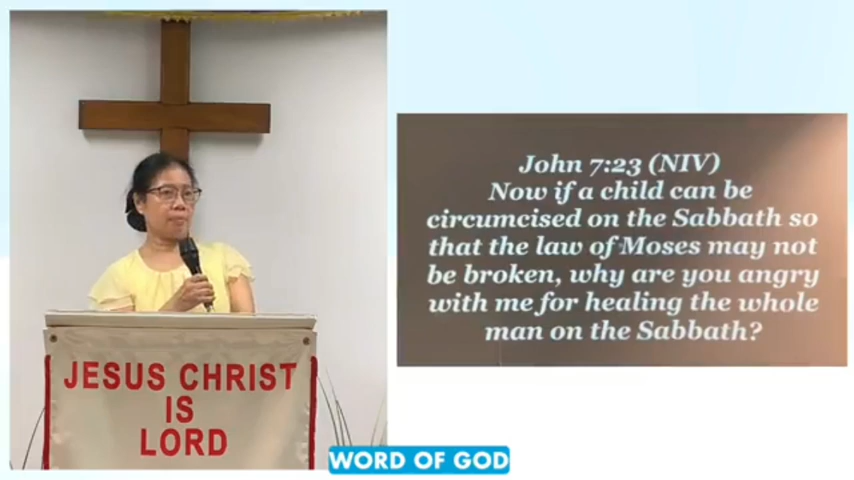 JESUS CHRIST
IS
LORD
John 7:23 (NIV)
Now if a child can be
circumcised on the Sabbath so
that the law of Moses may not
be broken, why are you angry
with me for healing the whole
man on the Sabbath?
WORD OF GOD